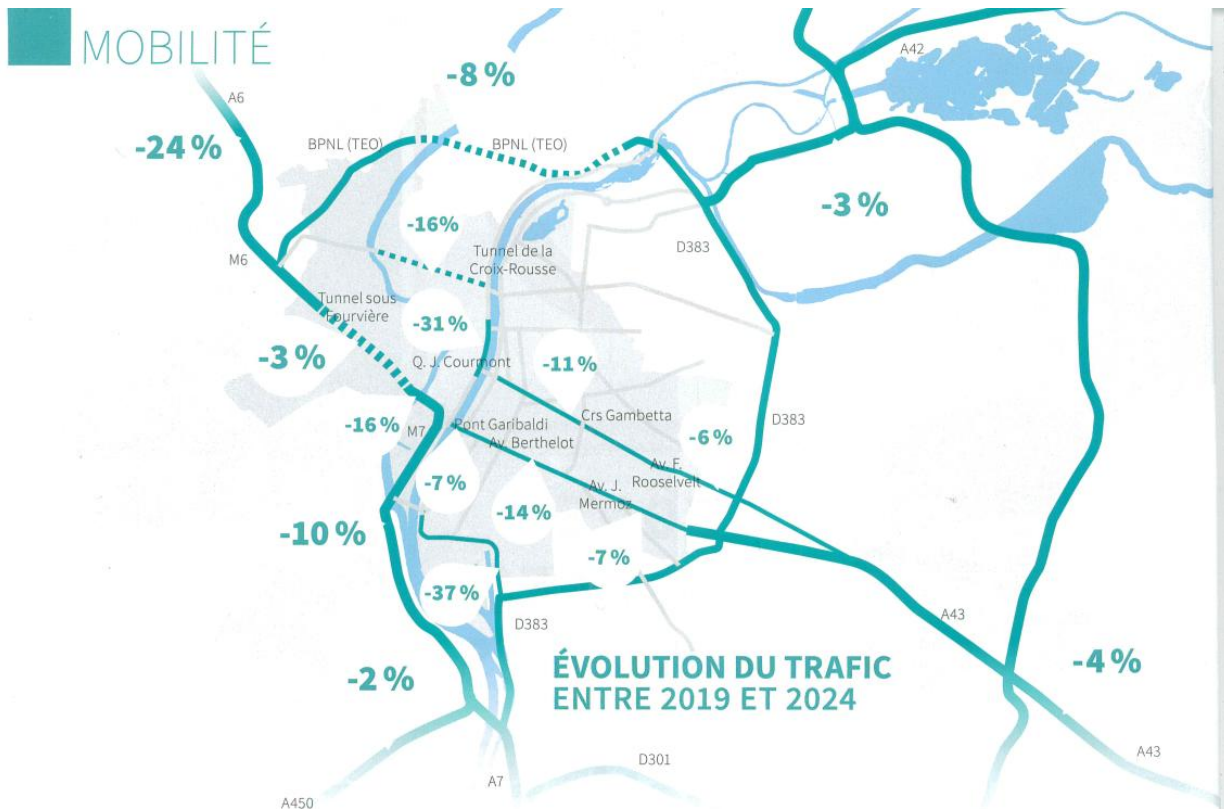 MOBILITÉ
-8 %
A42
A6
-24 %
BPNL (TEO)
BPNL (TEO)
-3 %
-16%
D383
Tunnel de la
Croix-Rousse
M6
Tunnel sous
Fourvière
-31 %
-3 %
Q. J. Courmont
-11 %
Crs Gambetta
D383
-16 %
M7
Pont Garibaldi
Av. Berthelot
-6 %
Av. F.
Rooselvelt
-7 %
Av. J.
Mermoz
-14 %
-10 %
-7 %
-37 %
A43
D383
-2 %
ÉVOLUTION DU TRAFIC
ENTRE 2019 ET 2024
-4 %
D301
A43
A7
A450